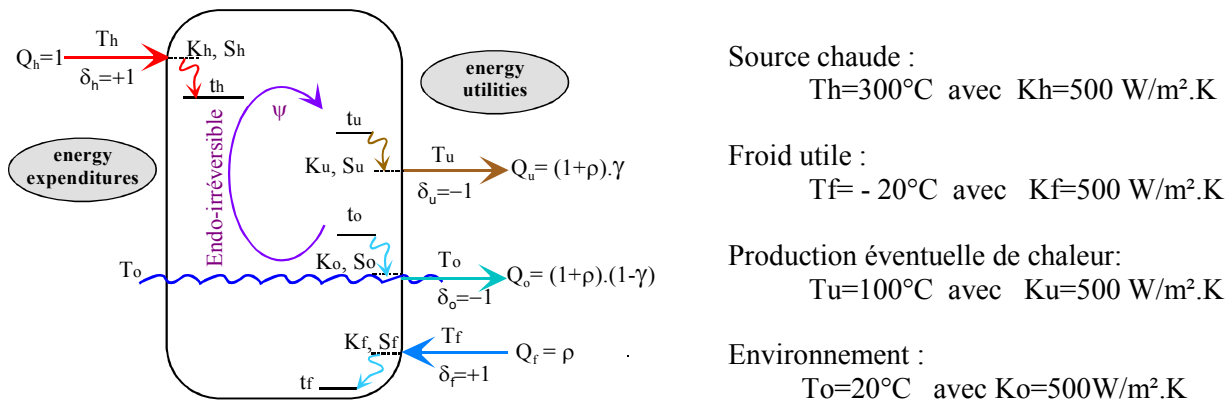 Qh=1
Th
δh=+1
Kh, Sh
th
energy expenditures
Endo-irréversible
ψ
energy utilities
tu
Ku, Su
Tu
δu=−1
Qu= (1+ρ).γ
to
To
Ko, So
To
δo=−1
Qo= (1+ρ).(1-γ)
Kf, Sf
tf
Tf
δf=+1
Qf = ρ
.
Source chaude :
Th=300°C avec Kh=500 W/m².K
Froid utile :
Tf= - 20°C avec Kf=500 W/m².K
Production éventuelle de chaleur:
Tu=100°C avec Ku=500 W/m².K
Environnement :
To=20°C avec Ko=500W/m².K